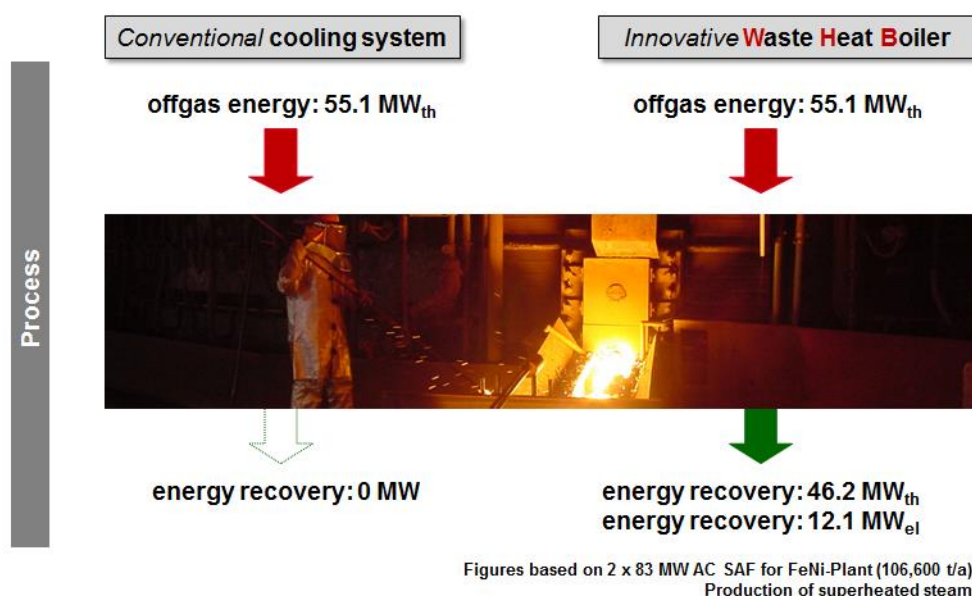 Conventional cooling system
Innovative Waste Heat Boiler
offgas energy: 55.1 MWth
offgas energy: 55.1 MWth
Process
energy recovery: 0 MW
energy recovery: 46.2 MWth
energy recovery: 12.1 MWel
Figures based on 2 x 83 MW AC SAF for FeNi-Plant (106,600 t/a)
Production of superheated steam